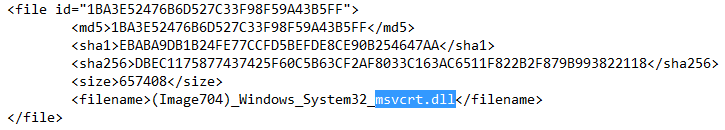 <file id="1BA3E52476B6D527C33F98F59A43B5FF">
<md5>1BA3E52476B6D527C33F98F59A43B5FF</md5>
<sha1>EBABA9DB1B24FE77CCFD5BEFDE8CE90B254647AA</sha1>
<sha256>DBEC1175877437425F60C5B63CF2AF8033C163AC6511F822B2F879B993822118</sha256>
<size>657408</size>
<filename>(Image704)_Windows_System32_msvcrt.dll</filename>
</file>